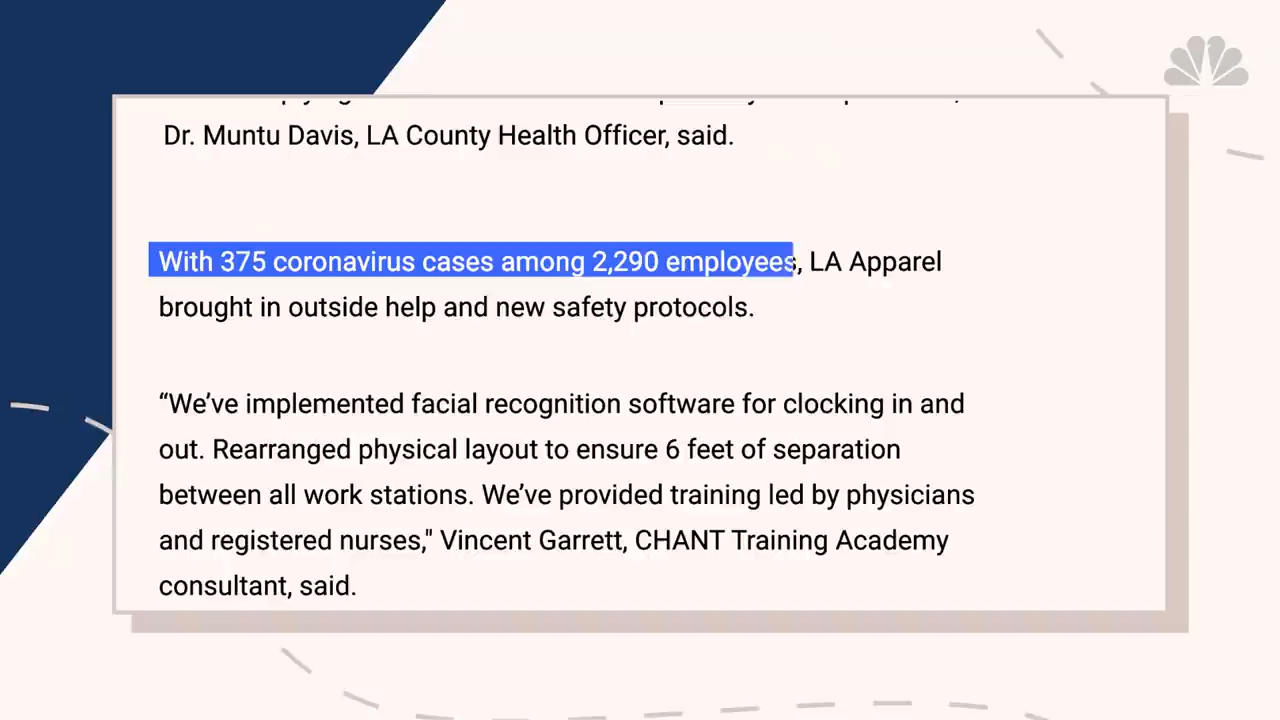 Dr. Muntu Davis, LA County Health Officer, said.
With 375 coronavirus cases among 2,290 employees, LA Apparel
brought in outside help and new safety protocols.
“We’ve implemented facial recognition software for clocking in and
out. Rearranged physical layout to ensure 6 feet of separation
between all work stations. We’ve provided training led by physicians
and registered nurses," Vincent Garrett, CHANT Training Academy
consultant, said.